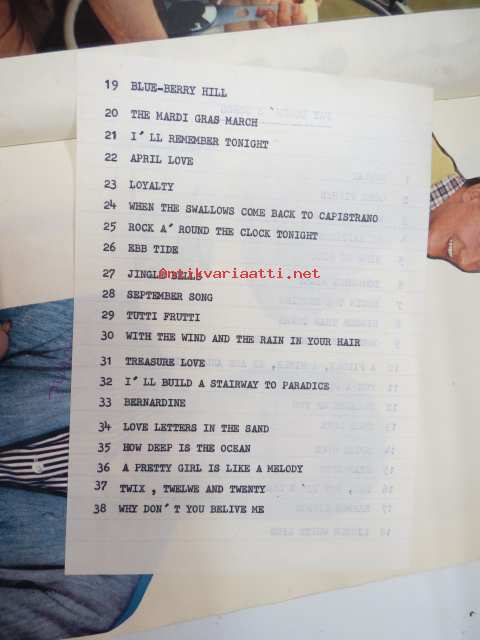 19 BLUE-BERRY HILL
20 THE MARDI GRAS MARCH
21 I´LL REMEMBER TONIGHT
22 APRIL LOVE
23 LOYALTY
24 WHEN THE SWALLOWS COME BACK TO CAPISTRANO
25 ROCK A´ROUND THE CLOCK TONIGHT
26 EBB TIDE
27 JINGLE BELLS
Antikvariaatti.net
28 SEPTEMBER SONG
29 TUTTI FRUTTI
30 WITH THE WIND AND THE RAIN IN YOUR HAIR
31 TREASURE LOVE
32 I´LL BUILD A STAIRWAY TO PARADICE
33 BERNARDINE
34 LOVE LETTERS IN THE SAND
35 HOW DEEP IS THE OCEAN
36 A PRETTY GIRL IS LIKE A MELODY
37 TWIX , TWELWE AND TWENTY
38 WHY DON´T YOU BELIVE ME